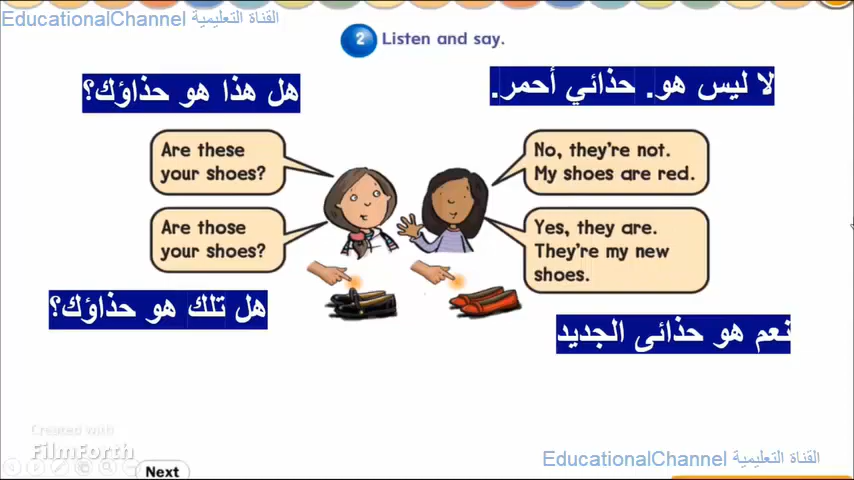 EducationalChannel القناة التعليمية
2 Listen and say.
هل هذا هو حذاؤك؟
لا ليس هو. حذائي أحمر.
Are these
your shoes?
No, they're not.
My shoes are red.
Are those
your shoes?
Yes, they are.
They're my new
shoes.
هل تلك هو حذاؤك؟
نعم هو حذائي الجديد
Created with
FilmForth
EducationalChannel القناة التعليمية
Next